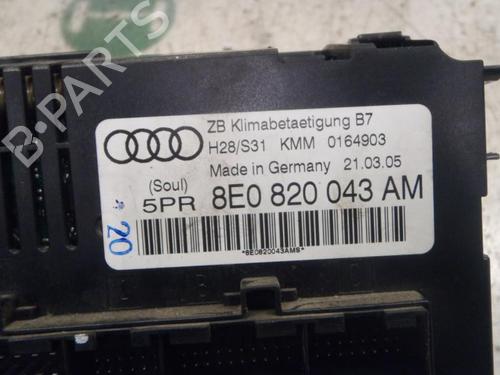 ZB Klimabetaetigung B7
H28/S31 KMM 0164903
Made in Germany 21.03.05
(Soul)
5PR 8E0 820 043 AM
20
*8E0820043AMS*
B-PARTS